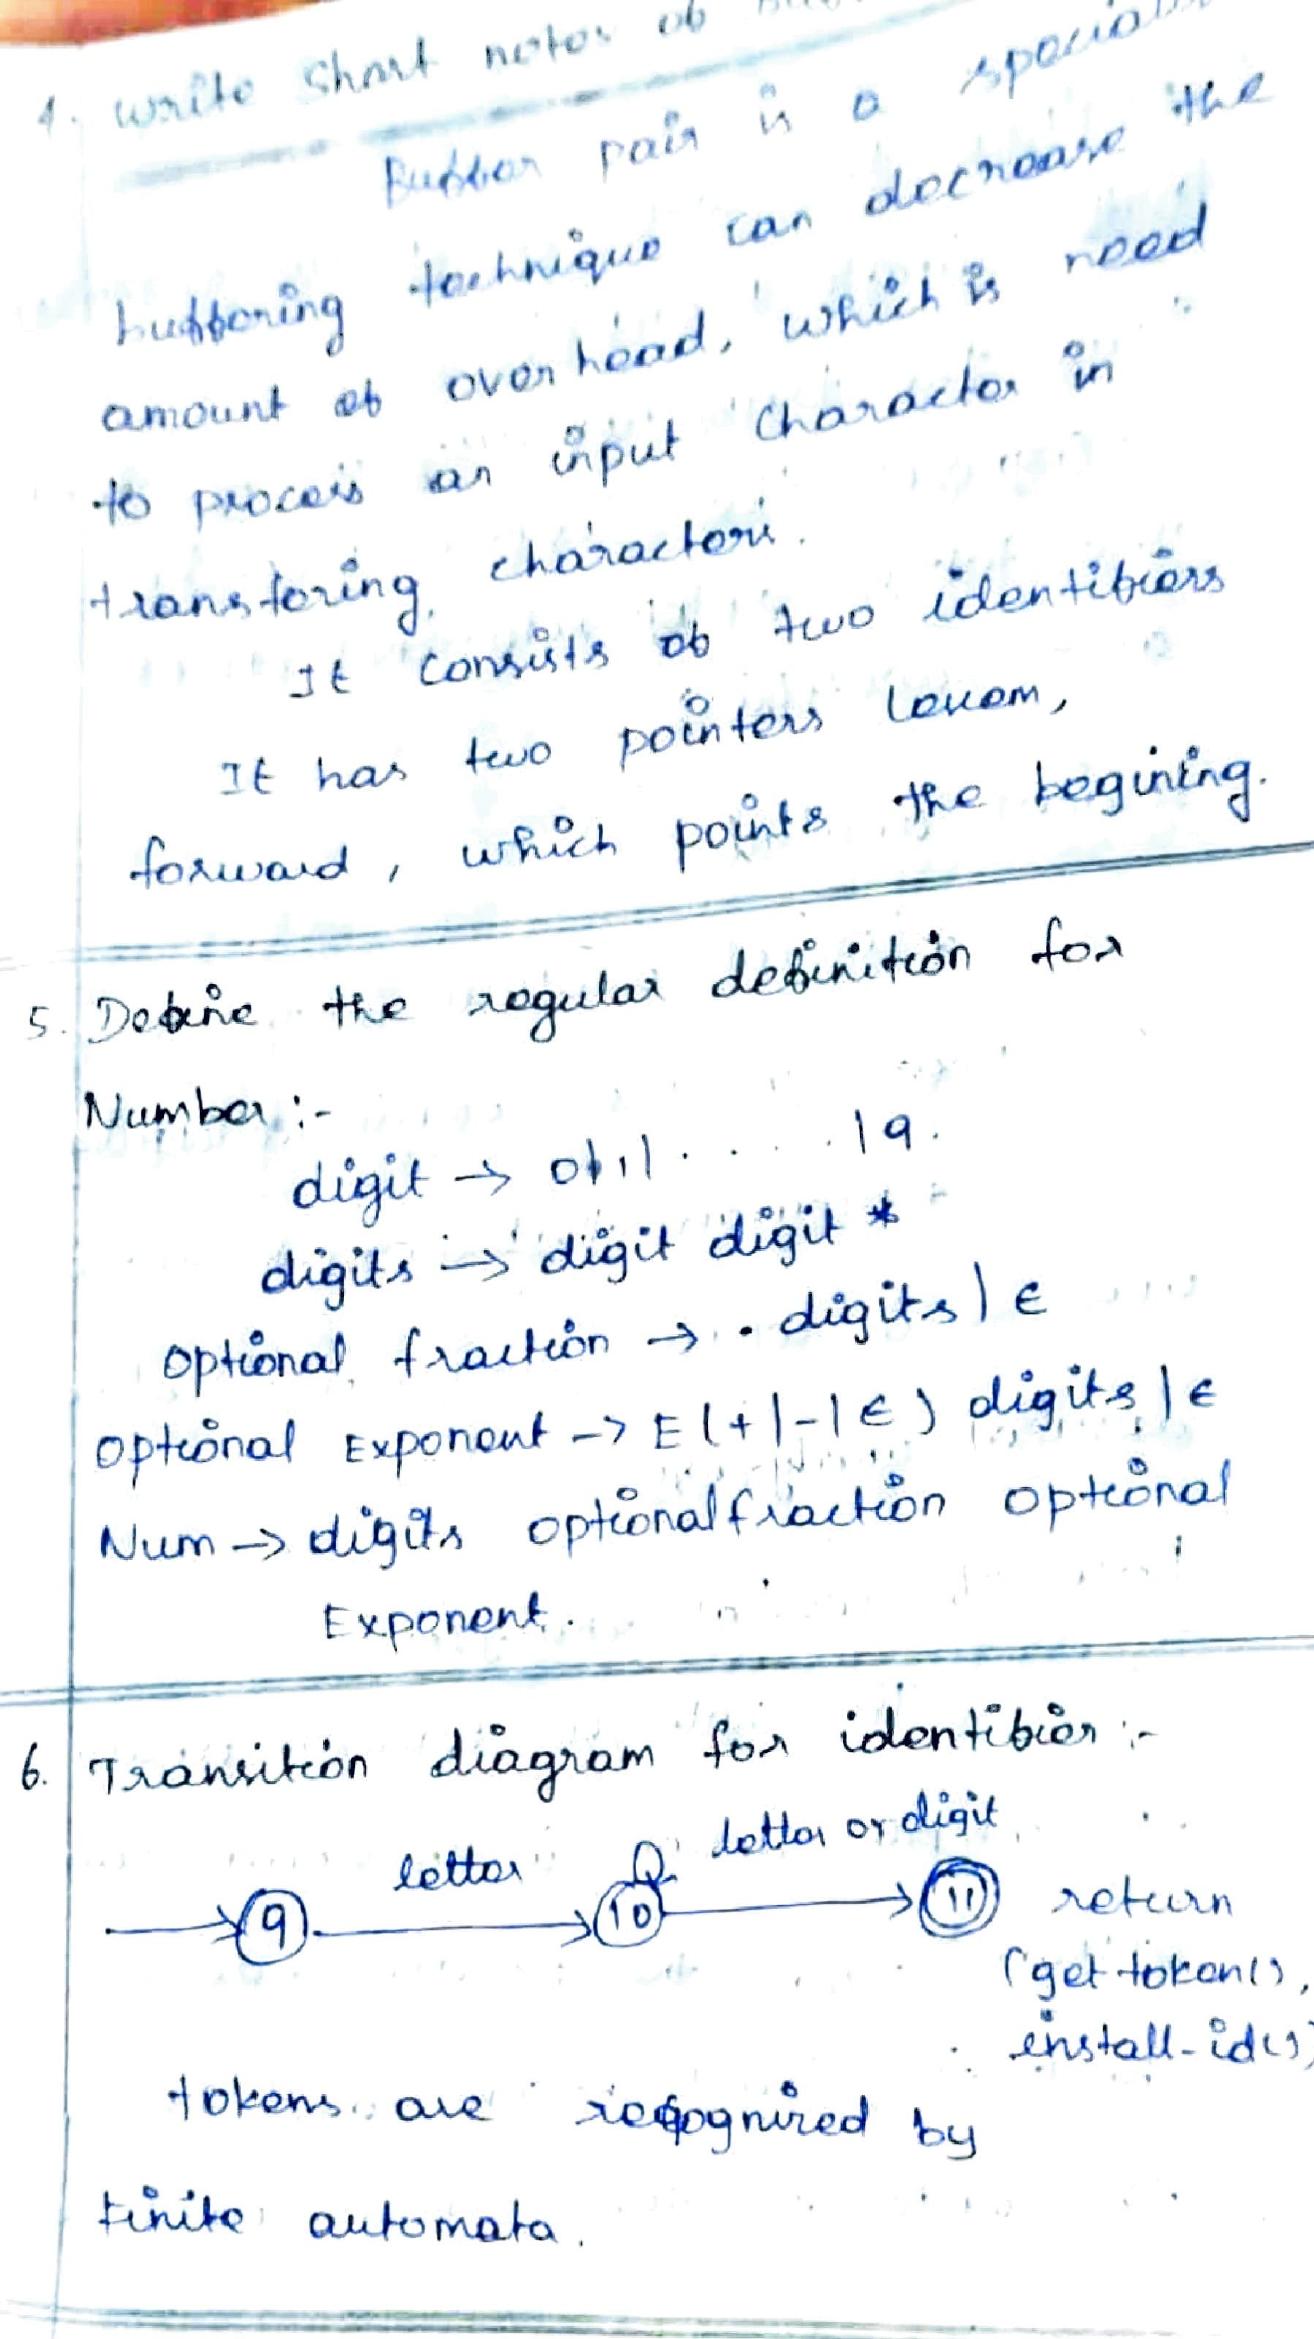 4. Write Short notes of
Buffer pair is a special
buffering technique can decrease the
amount of over head, which is need
to process an input Character in
transfering characters.
It consists of two identifiers
It has two pointers lexem,
forward, which points the begining.
5. Define the regular definition for
Number :-
digit → 0|1| . . . . | 9.
digits → digit digit *
Optional fraction → . digits | ∈
Optional Exponent → E(+|-|∈) digits | ∈
Num → digits optionalfraction optional
Exponent.
6. Transition diagram for identifier :-
letter letter or digit
9 10 11 return
(get token(),
install-id()
tokens are recognized by
finite automata.